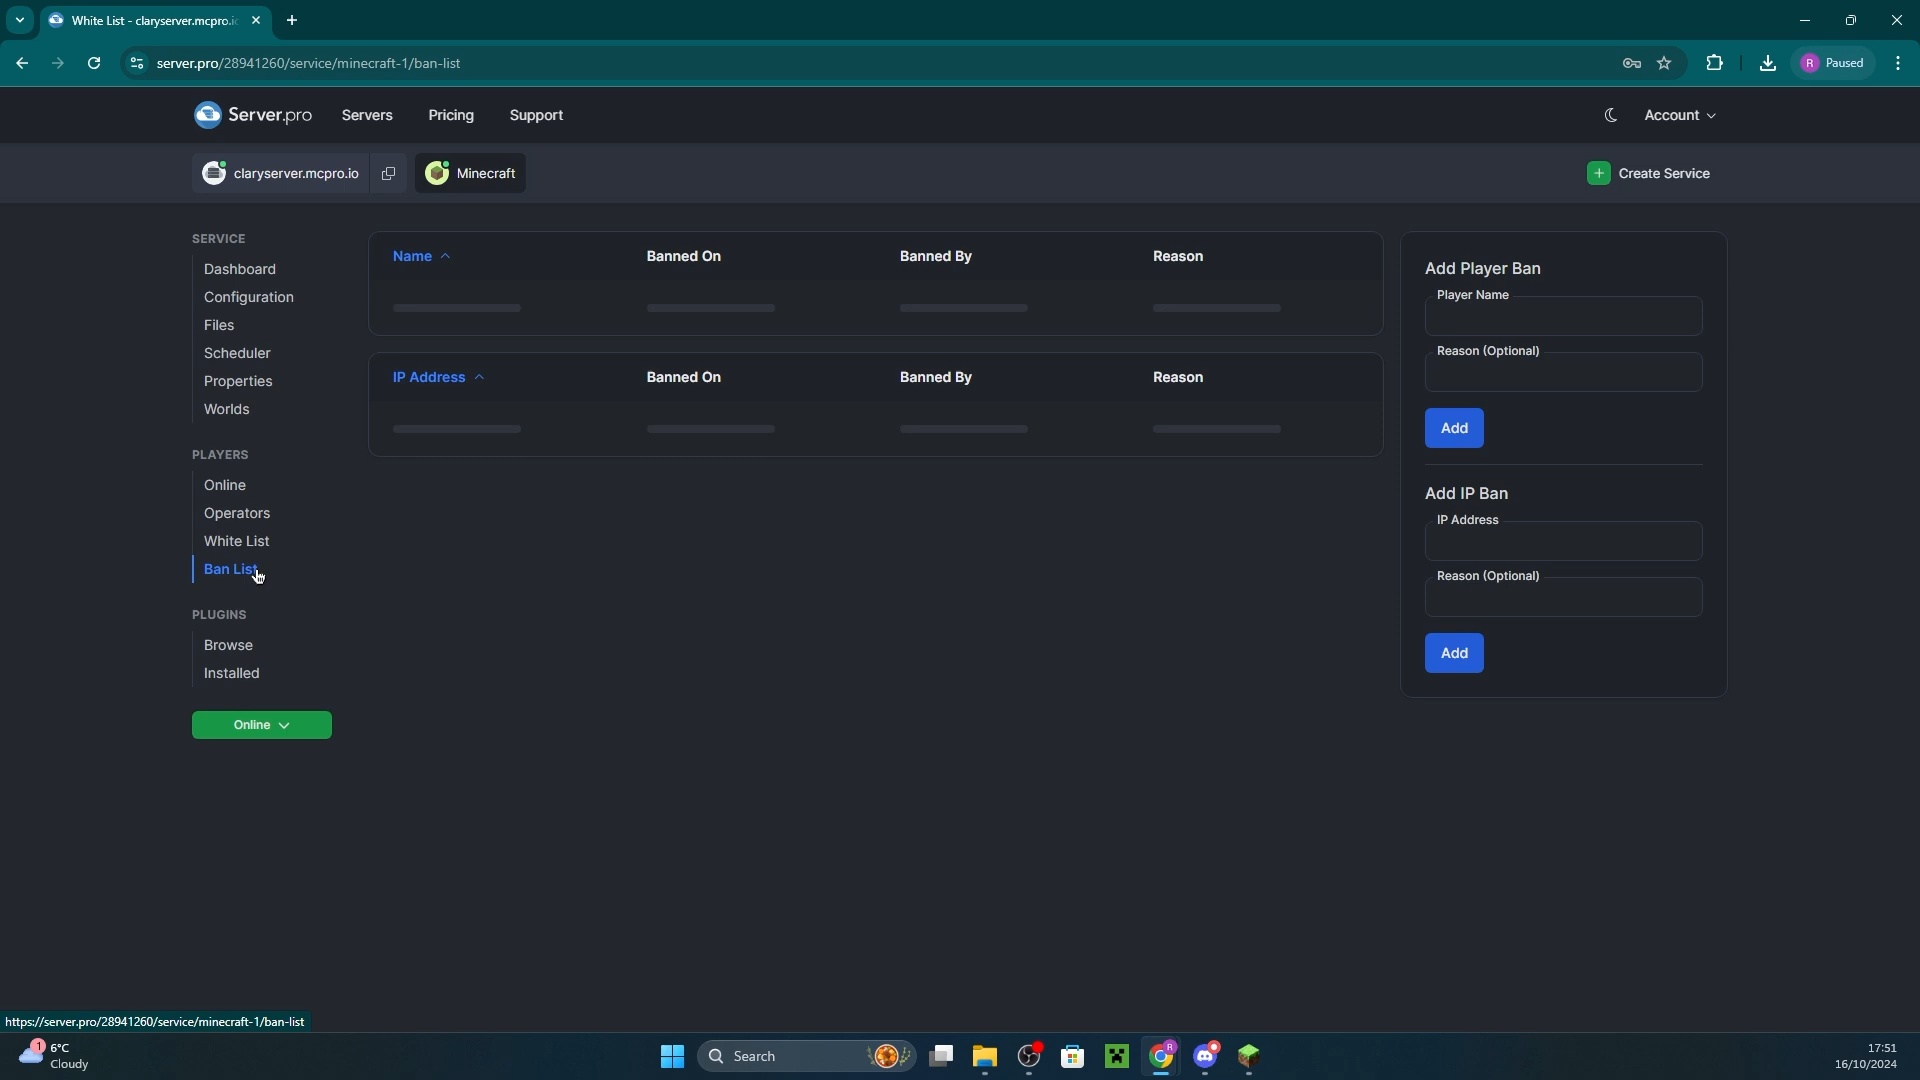 White List - claryserver.mcpro.ic
server.pro/28941260/service/minecraft-1/ban-list
R Paused
Server.pro Servers Pricing Support Account
claryserver.mcpro.io Minecraft Create Service
SERVICE
Dashboard
Configuration
Files
Scheduler
Properties
Worlds
PLAYERS
Online
Operators
White List
Ban List
PLUGINS
Browse
Installed
Online
Name Banned On Banned By Reason
IP Address Banned On Banned By Reason
Add Player Ban
Player Name
Reason (Optional)
Add
Add IP Ban
IP Address
Reason (Optional)
Add
https://server.pro/28941260/service/minecraft-1/ban-list
1
6°C
Cloudy
Search
R
17:51
16/10/2024